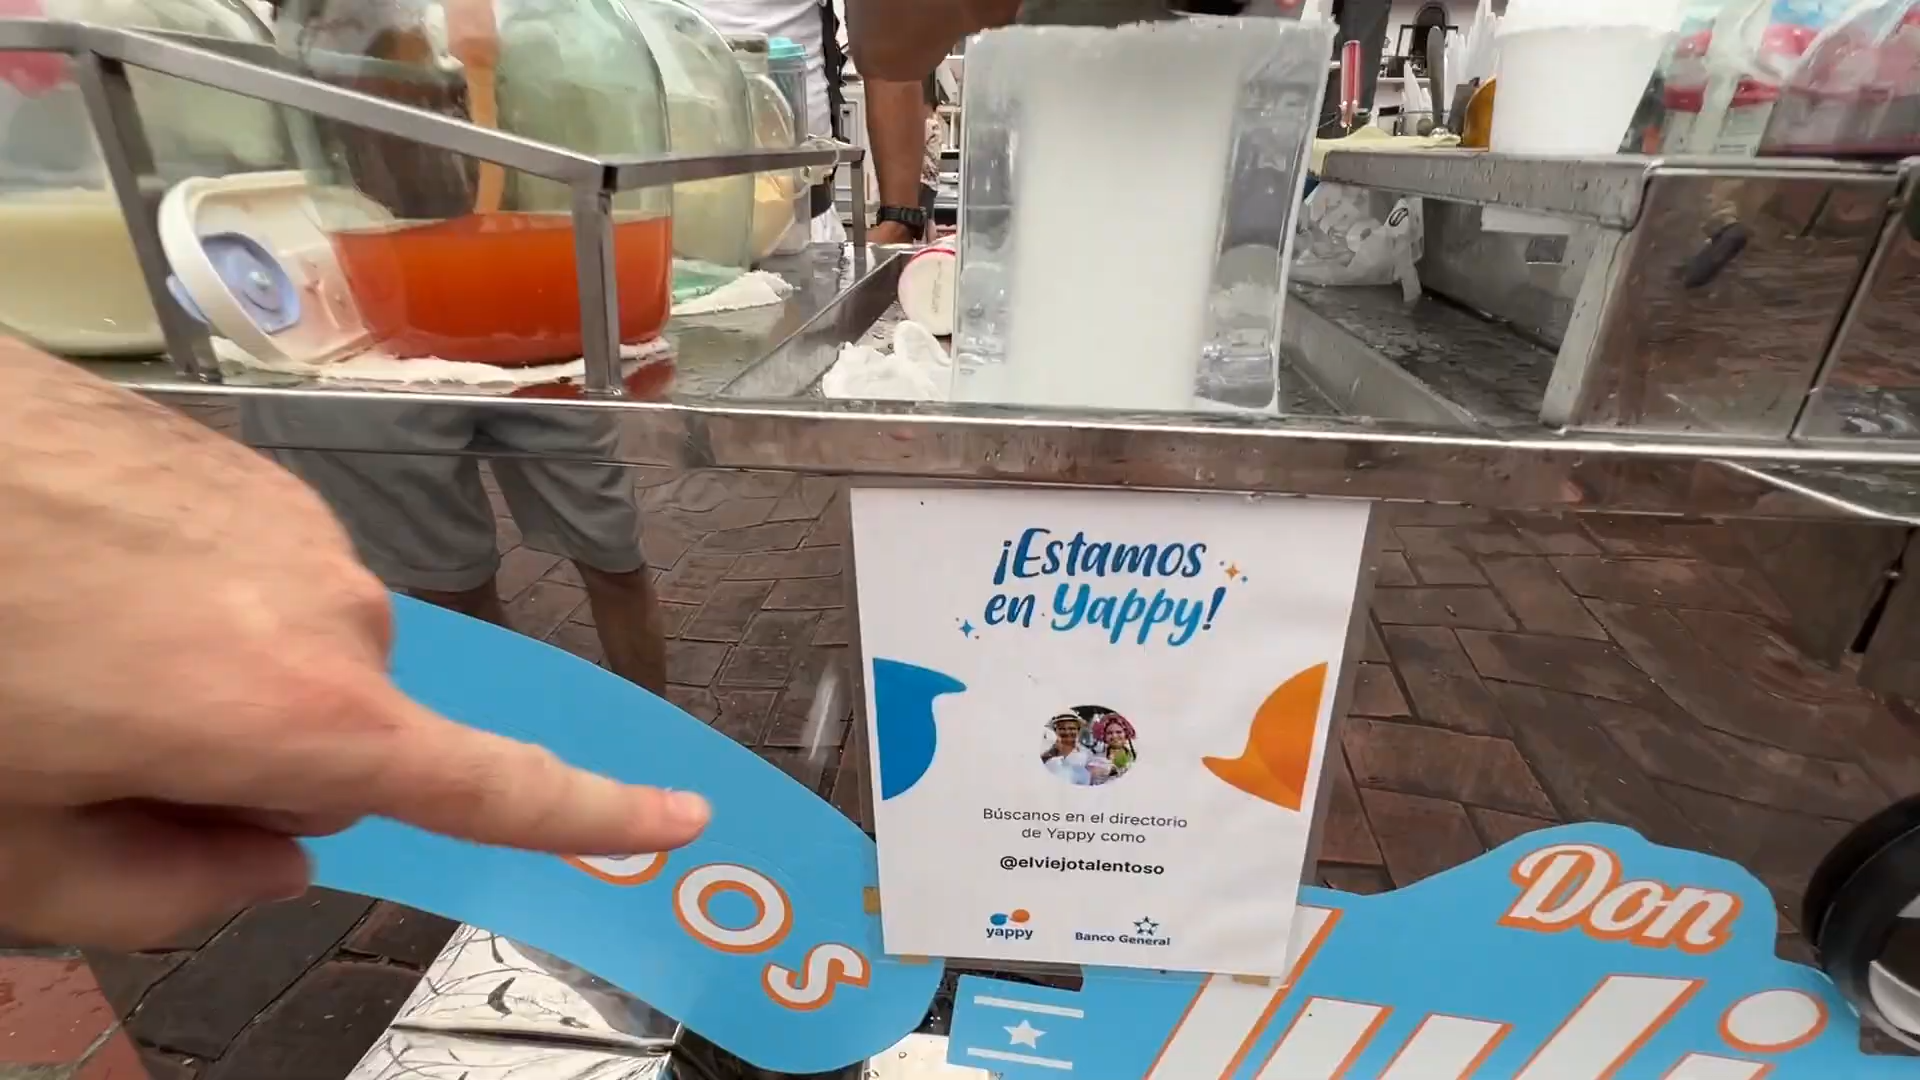 ¡Estamos
en Yappy!
Búscanos en el directorio
de Yappy como
@elviejotalentoso
yappy
Banco General
Don